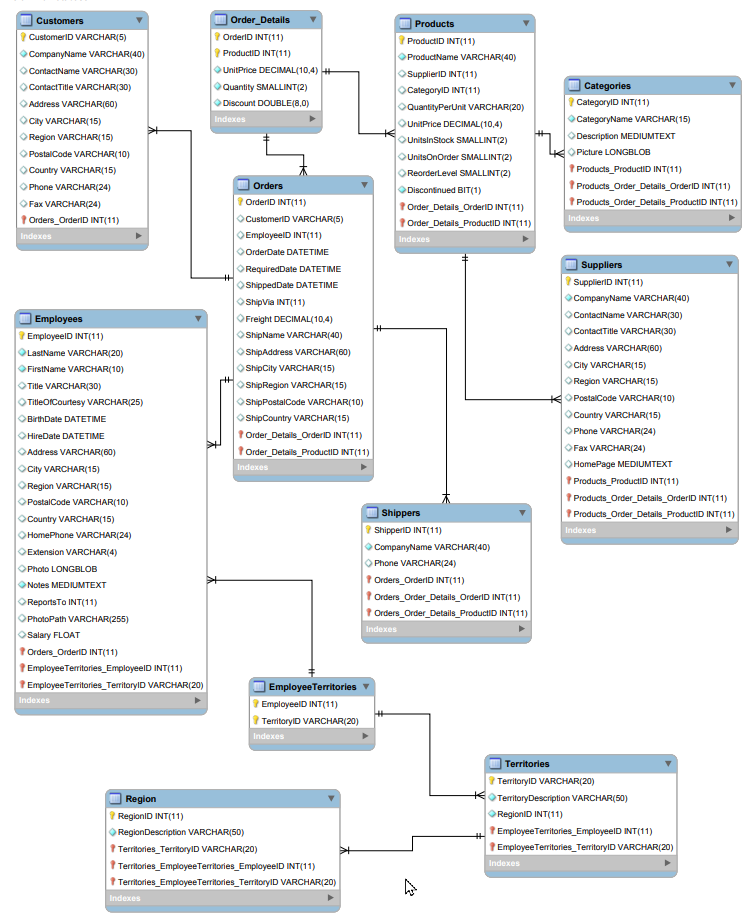 Customers
CustomerID VARCHAR(5)
CompanyName VARCHAR(40)
ContactName VARCHAR(30)
ContactTitle VARCHAR(30)
Address VARCHAR(60)
City VARCHAR(15)
Region VARCHAR(15)
PostalCode VARCHAR(10)
Country VARCHAR(15)
Phone VARCHAR(24)
Fax VARCHAR(24)
Orders_OrderID INT(11)
Indexes
Order_Details
OrderID INT(11)
ProductID INT(11)
UnitPrice DECIMAL(10,4)
Quantity SMALLINT(2)
Discount DOUBLE(8,0)
Indexes
Products
ProductID INT(11)
ProductName VARCHAR(40)
SupplierID INT(11)
CategoryID INT(11)
QuantityPerUnit VARCHAR(20)
UnitPrice DECIMAL(10,4)
UnitsInStock SMALLINT(2)
UnitsOnOrder SMALLINT(2)
ReorderLevel SMALLINT(2)
Discontinued BIT(1)
Order_Details_OrderID INT(11)
Order_Details_ProductID INT(11)
Indexes
Categories
CategoryID INT(11)
CategoryName VARCHAR(15)
Description MEDIUMTEXT
Picture LONGBLOB
Products_ProductID INT(11)
Products_Order_Details_OrderID INT(11)
Products_Order_Details_ProductID INT(11)
Indexes
Orders
OrderID INT(11)
CustomerID VARCHAR(5)
EmployeeID INT(11)
OrderDate DATETIME
RequiredDate DATETIME
ShippedDate DATETIME
ShipVia INT(11)
Freight DECIMAL(10,4)
ShipName VARCHAR(40)
ShipAddress VARCHAR(60)
ShipCity VARCHAR(15)
ShipRegion VARCHAR(15)
ShipPostalCode VARCHAR(10)
ShipCountry VARCHAR(15)
Order_Details_OrderID INT(11)
Order_Details_ProductID INT(11)
Indexes
Suppliers
SupplierID INT(11)
CompanyName VARCHAR(40)
ContactName VARCHAR(30)
ContactTitle VARCHAR(30)
Address VARCHAR(60)
City VARCHAR(15)
Region VARCHAR(15)
PostalCode VARCHAR(10)
Country VARCHAR(15)
Phone VARCHAR(24)
Fax VARCHAR(24)
HomePage MEDIUMTEXT
Products_ProductID INT(11)
Products_Order_Details_OrderID INT(11)
Products_Order_Details_ProductID INT(11)
Indexes
Employees
EmployeeID INT(11)
LastName VARCHAR(20)
FirstName VARCHAR(10)
Title VARCHAR(30)
TitleOfCourtesy VARCHAR(25)
BirthDate DATETIME
HireDate DATETIME
Address VARCHAR(60)
City VARCHAR(15)
Region VARCHAR(15)
PostalCode VARCHAR(10)
Country VARCHAR(15)
HomePhone VARCHAR(24)
Extension VARCHAR(4)
Photo LONGBLOB
Notes MEDIUMTEXT
ReportsTo INT(11)
PhotoPath VARCHAR(255)
Salary FLOAT
Orders_OrderID INT(11)
EmployeeTerritories_EmployeeID INT(11)
EmployeeTerritories_TerritoryID VARCHAR(20)
Indexes
Shippers
ShipperID INT(11)
CompanyName VARCHAR(40)
Phone VARCHAR(24)
Orders_OrderID INT(11)
Orders_Order_Details_OrderID INT(11)
Orders_Order_Details_ProductID INT(11)
Indexes
EmployeeTerritories
EmployeeID INT(11)
TerritoryID VARCHAR(20)
Indexes
Territories
TerritoryID VARCHAR(20)
TerritoryDescription VARCHAR(50)
RegionID INT(11)
EmployeeTerritories_EmployeeID INT(11)
EmployeeTerritories_TerritoryID VARCHAR(20)
Indexes
Region
RegionID INT(11)
RegionDescription VARCHAR(50)
Territories_TerritoryID VARCHAR(20)
Territories_EmployeeTerritories_EmployeeID INT(11)
Territories_EmployeeTerritories_TerritoryID VARCHAR(20)
Indexes